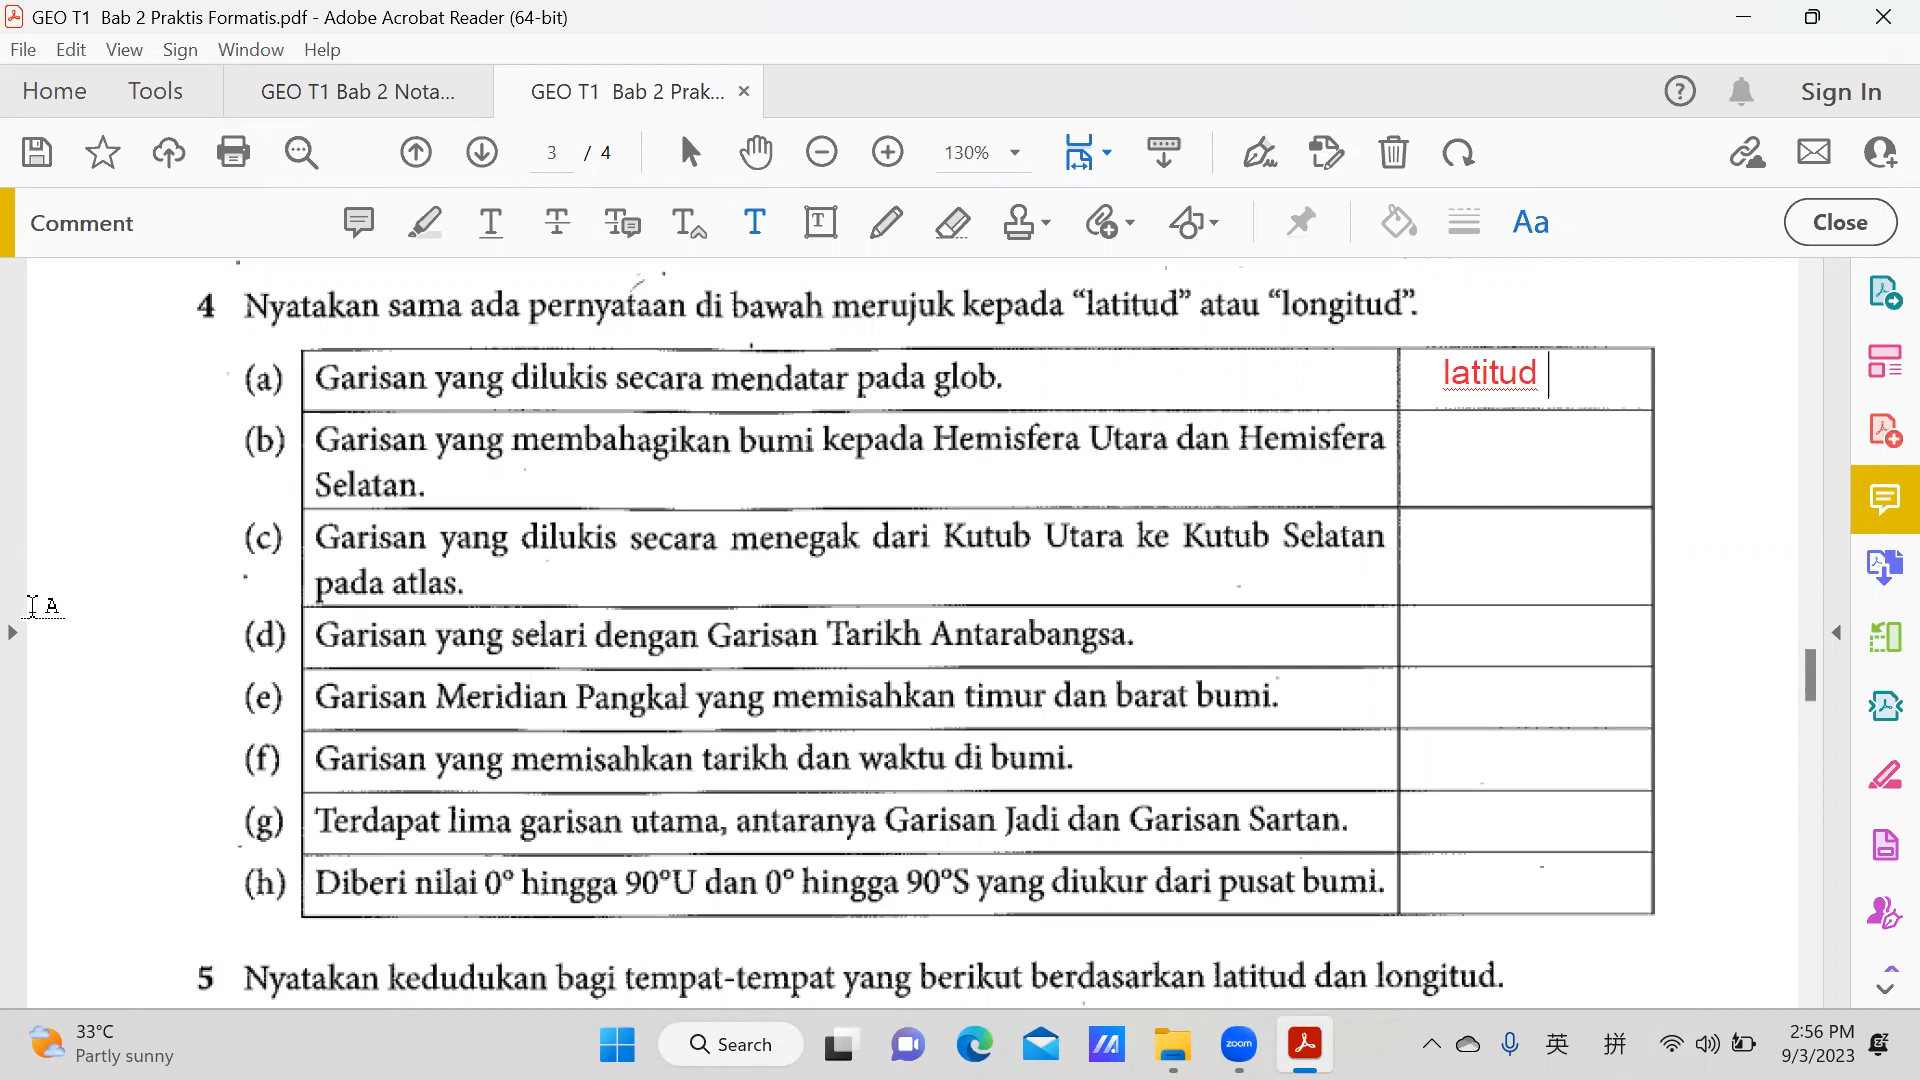 GEO T1  Bab 2 Praktis Formatis.pdf - Adobe Acrobat Reader (64-bit)
File Edit View Sign Window Help
Home Tools GEO T1 Bab 2 Nota... GEO T1  Bab 2 Prak... Sign In
3 / 4 130%
Comment Aa Close
4 Nyatakan sama ada pernyataan di bawah merujuk kepada “latitud” atau “longitud”.
(a) Garisan yang dilukis secara mendatar pada glob. latitud
(b) Garisan yang membahagikan bumi kepada Hemisfera Utara dan Hemisfera
Selatan.
(c) Garisan yang dilukis secara menegak dari Kutub Utara ke Kutub Selatan
pada atlas.
(d) Garisan yang selari dengan Garisan Tarikh Antarabangsa.
(e) Garisan Meridian Pangkal yang memisahkan timur dan barat bumi.
(f) Garisan yang memisahkan tarikh dan waktu di bumi.
(g) Terdapat lima garisan utama, antaranya Garisan Jadi dan Garisan Sartan.
(h) Diberi nilai 0° hingga 90°U dan 0° hingga 90°S yang diukur dari pusat bumi.
5 Nyatakan kedudukan bagi tempat-tempat yang berikut berdasarkan latitud dan longitud.
33°C
Partly sunny
Search
zoom
英 拼
2:56 PM
9/3/2023